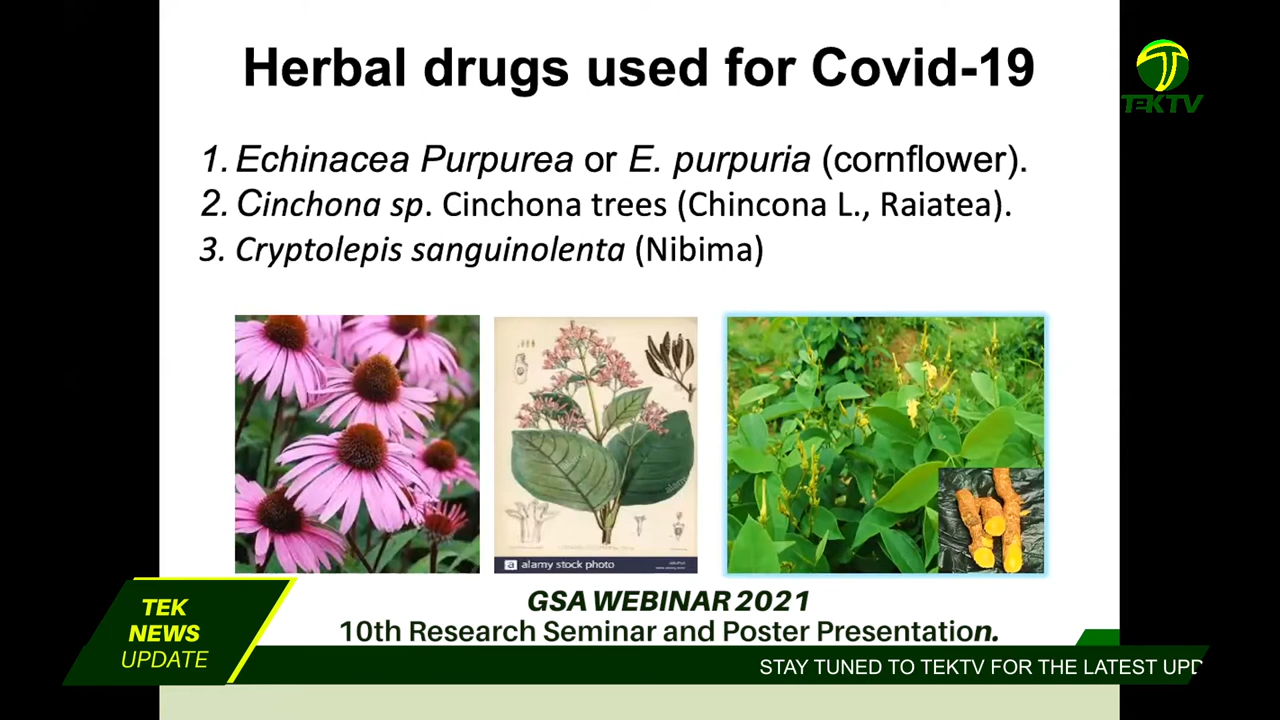 Herbal drugs used for Covid-19
TEKTV
1. Echinacea Purpurea or E. purpuria (cornflower).
2. Cinchona sp. Cinchona trees (Chincona L., Raiatea).
3. Cryptolepis sanguinolenta (Nibima)
a alamy stock photo
GSA WEBINAR 2021
10th Research Seminar and Poster Presentation.
TEK
NEWS
UPDATE
STAY TUNED TO TEKTV FOR THE LATEST UPD